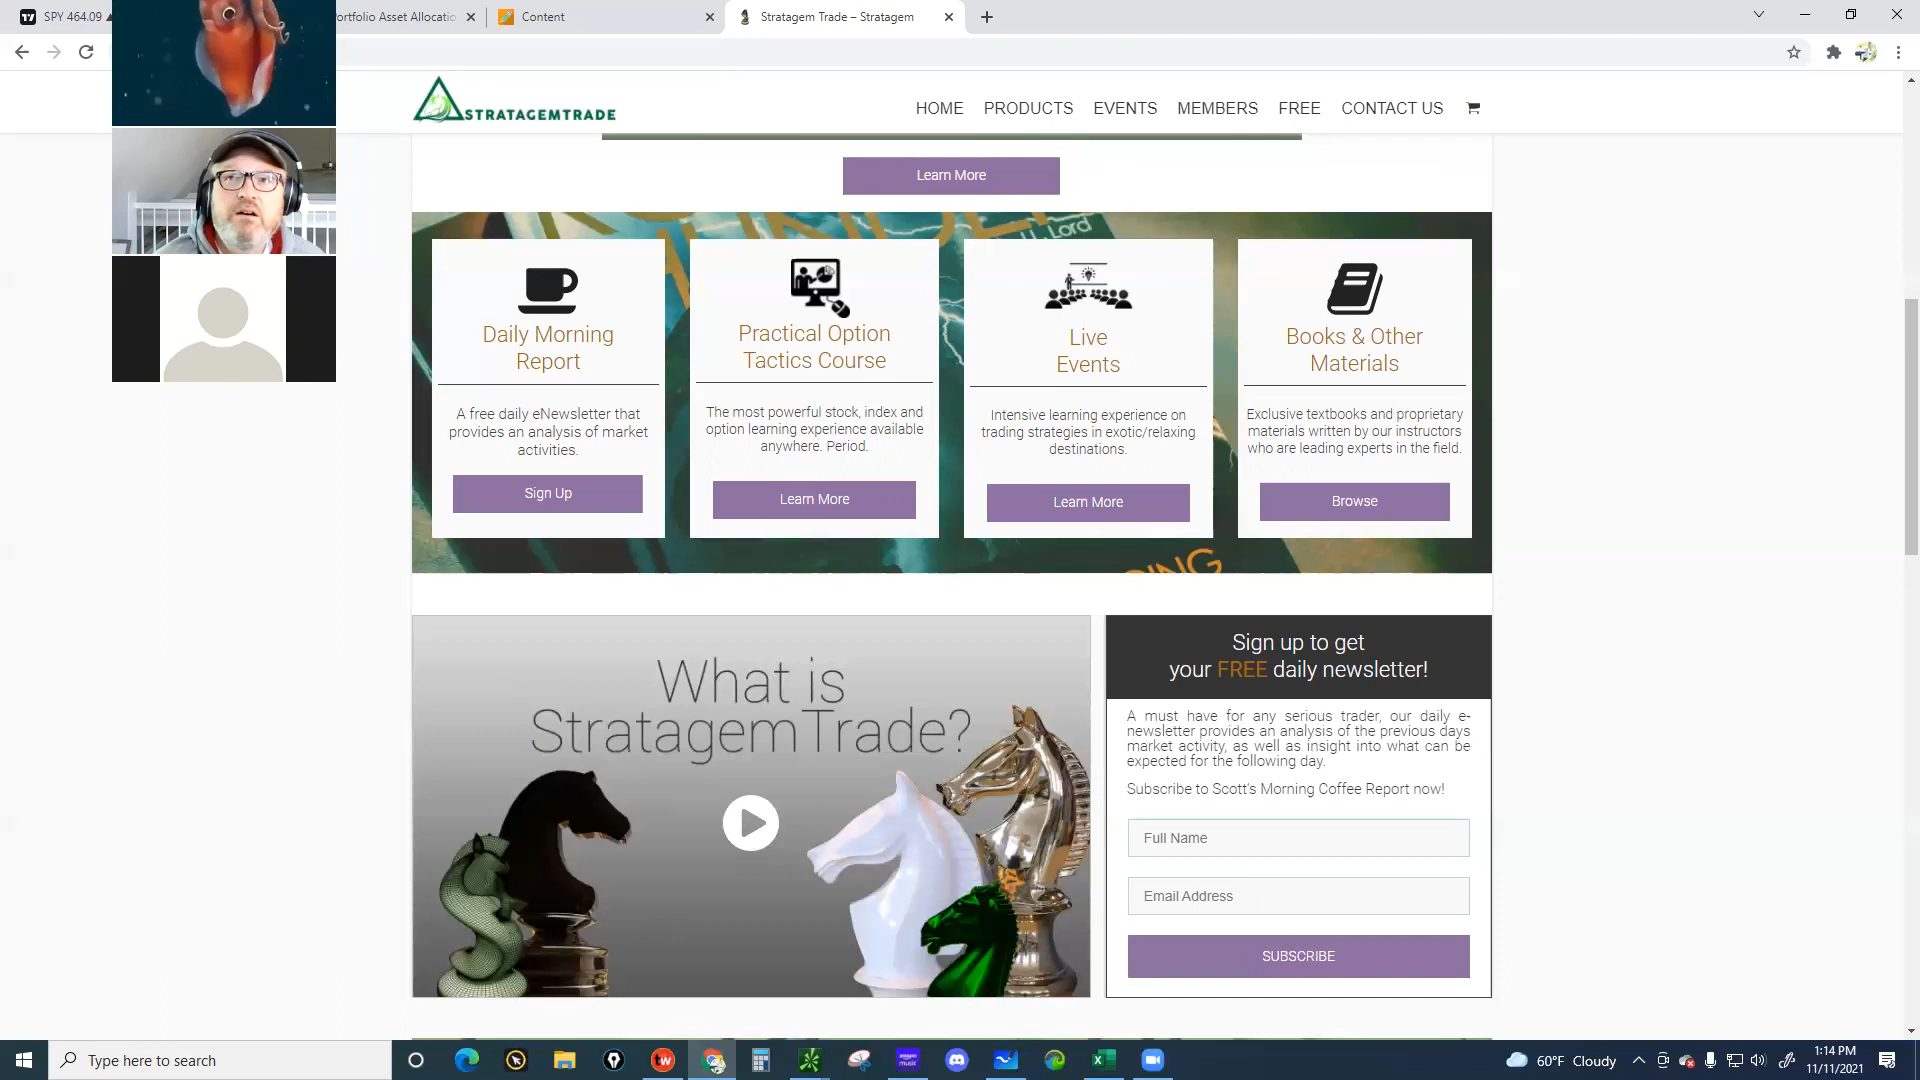 SPY 464.09
ortfolio Asset Allocatio
Content
Stratagem Trade – Stratagem
STRATAGEMTRADE
HOME
PRODUCTS
EVENTS
MEMBERS
FREE
CONTACT US
Learn More
Lord
Daily Morning
Report
A free daily eNewsletter that
provides an analysis of market
activities.
Sign Up
Practical Option
Tactics Course
The most powerful stock, index and
option learning experience available
anywhere. Period.
Learn More
Live
Events
Intensive learning experience on
trading strategies in exotic/relaxing
destinations.
Learn More
Books & Other
Materials
Exclusive textbooks and proprietary
materials written by our instructors
who are leading experts in the field.
Browse
ING
What is
StratagemTrade?
Sign up to get
your FREE daily newsletter!
A must have for any serious trader, our daily e-
newsletter provides an analysis of the previous days
market activity, as well as insight into what can be
expected for the following day.
Subscribe to Scott's Morning Coffee Report now!
Full Name
Email Address
SUBSCRIBE
Type here to search
60°F Cloudy
1:14 PM
11/11/2021